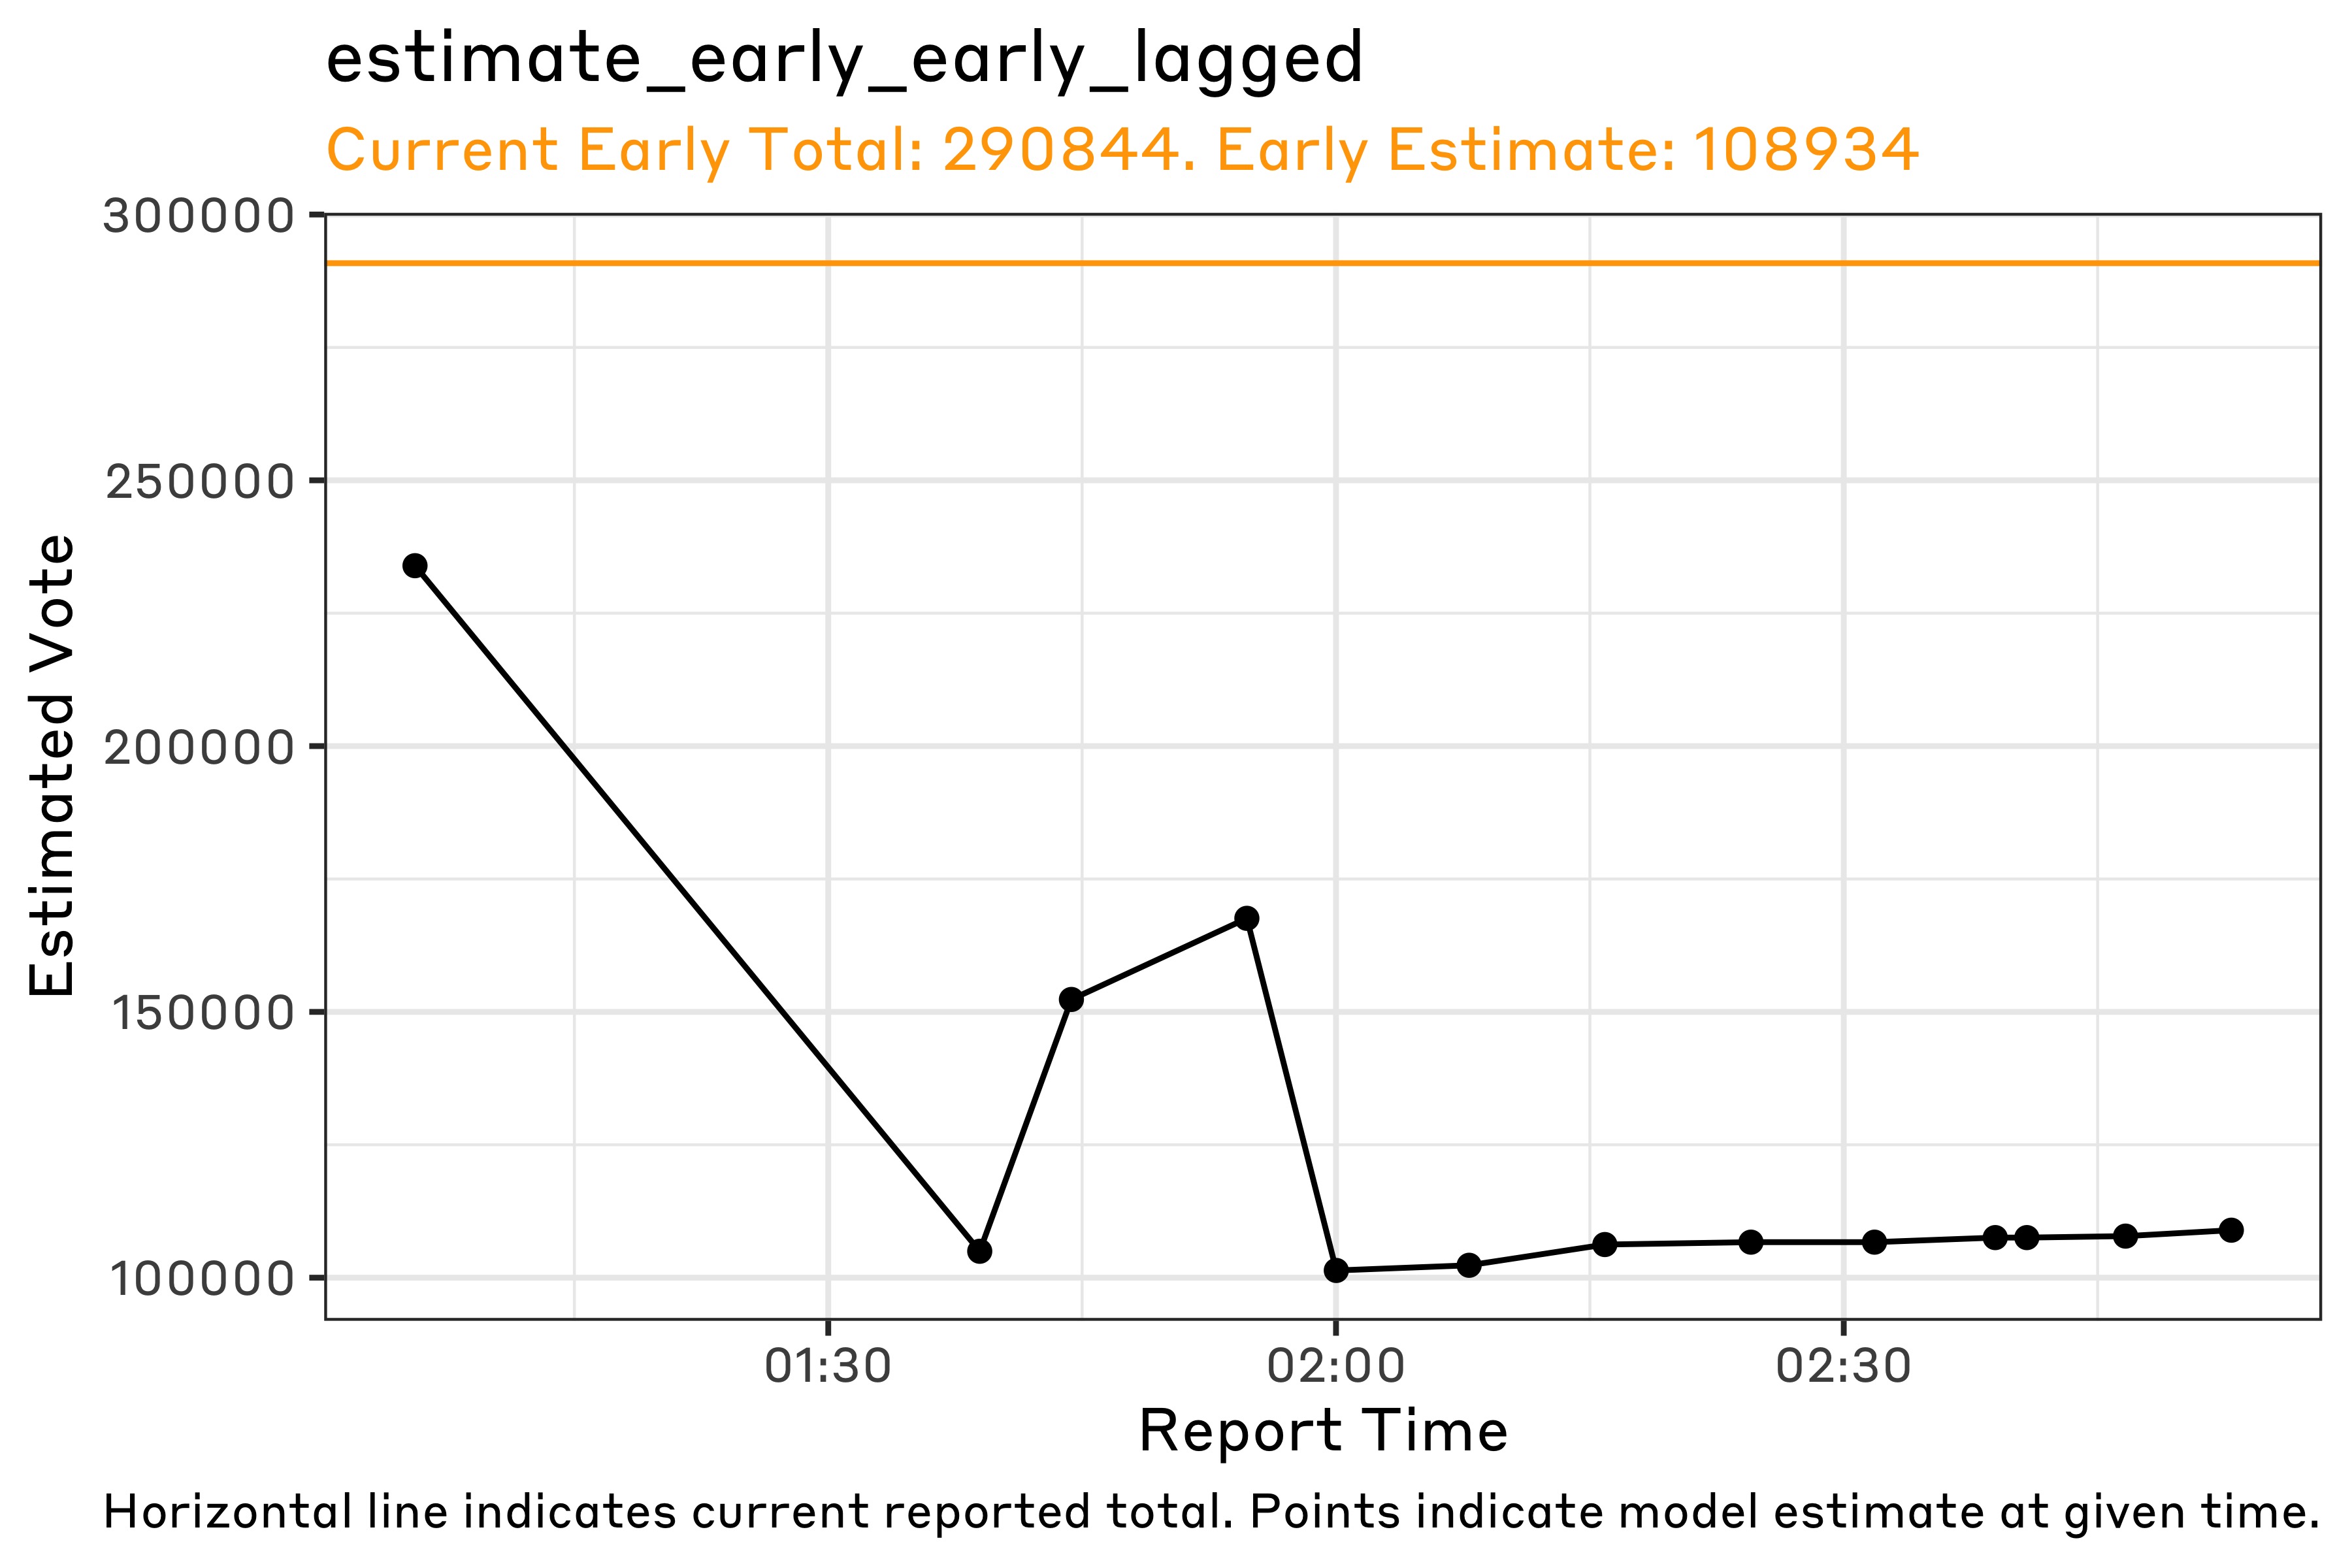 estimate_early_early_lagged
Current Early Total: 290844. Early Estimate: 108934
300000
250000
200000
150000
100000
Estimated Vote
01:30
02:00
02:30
Report Time
Horizontal line indicates current reported total. Points indicate model estimate at given time.